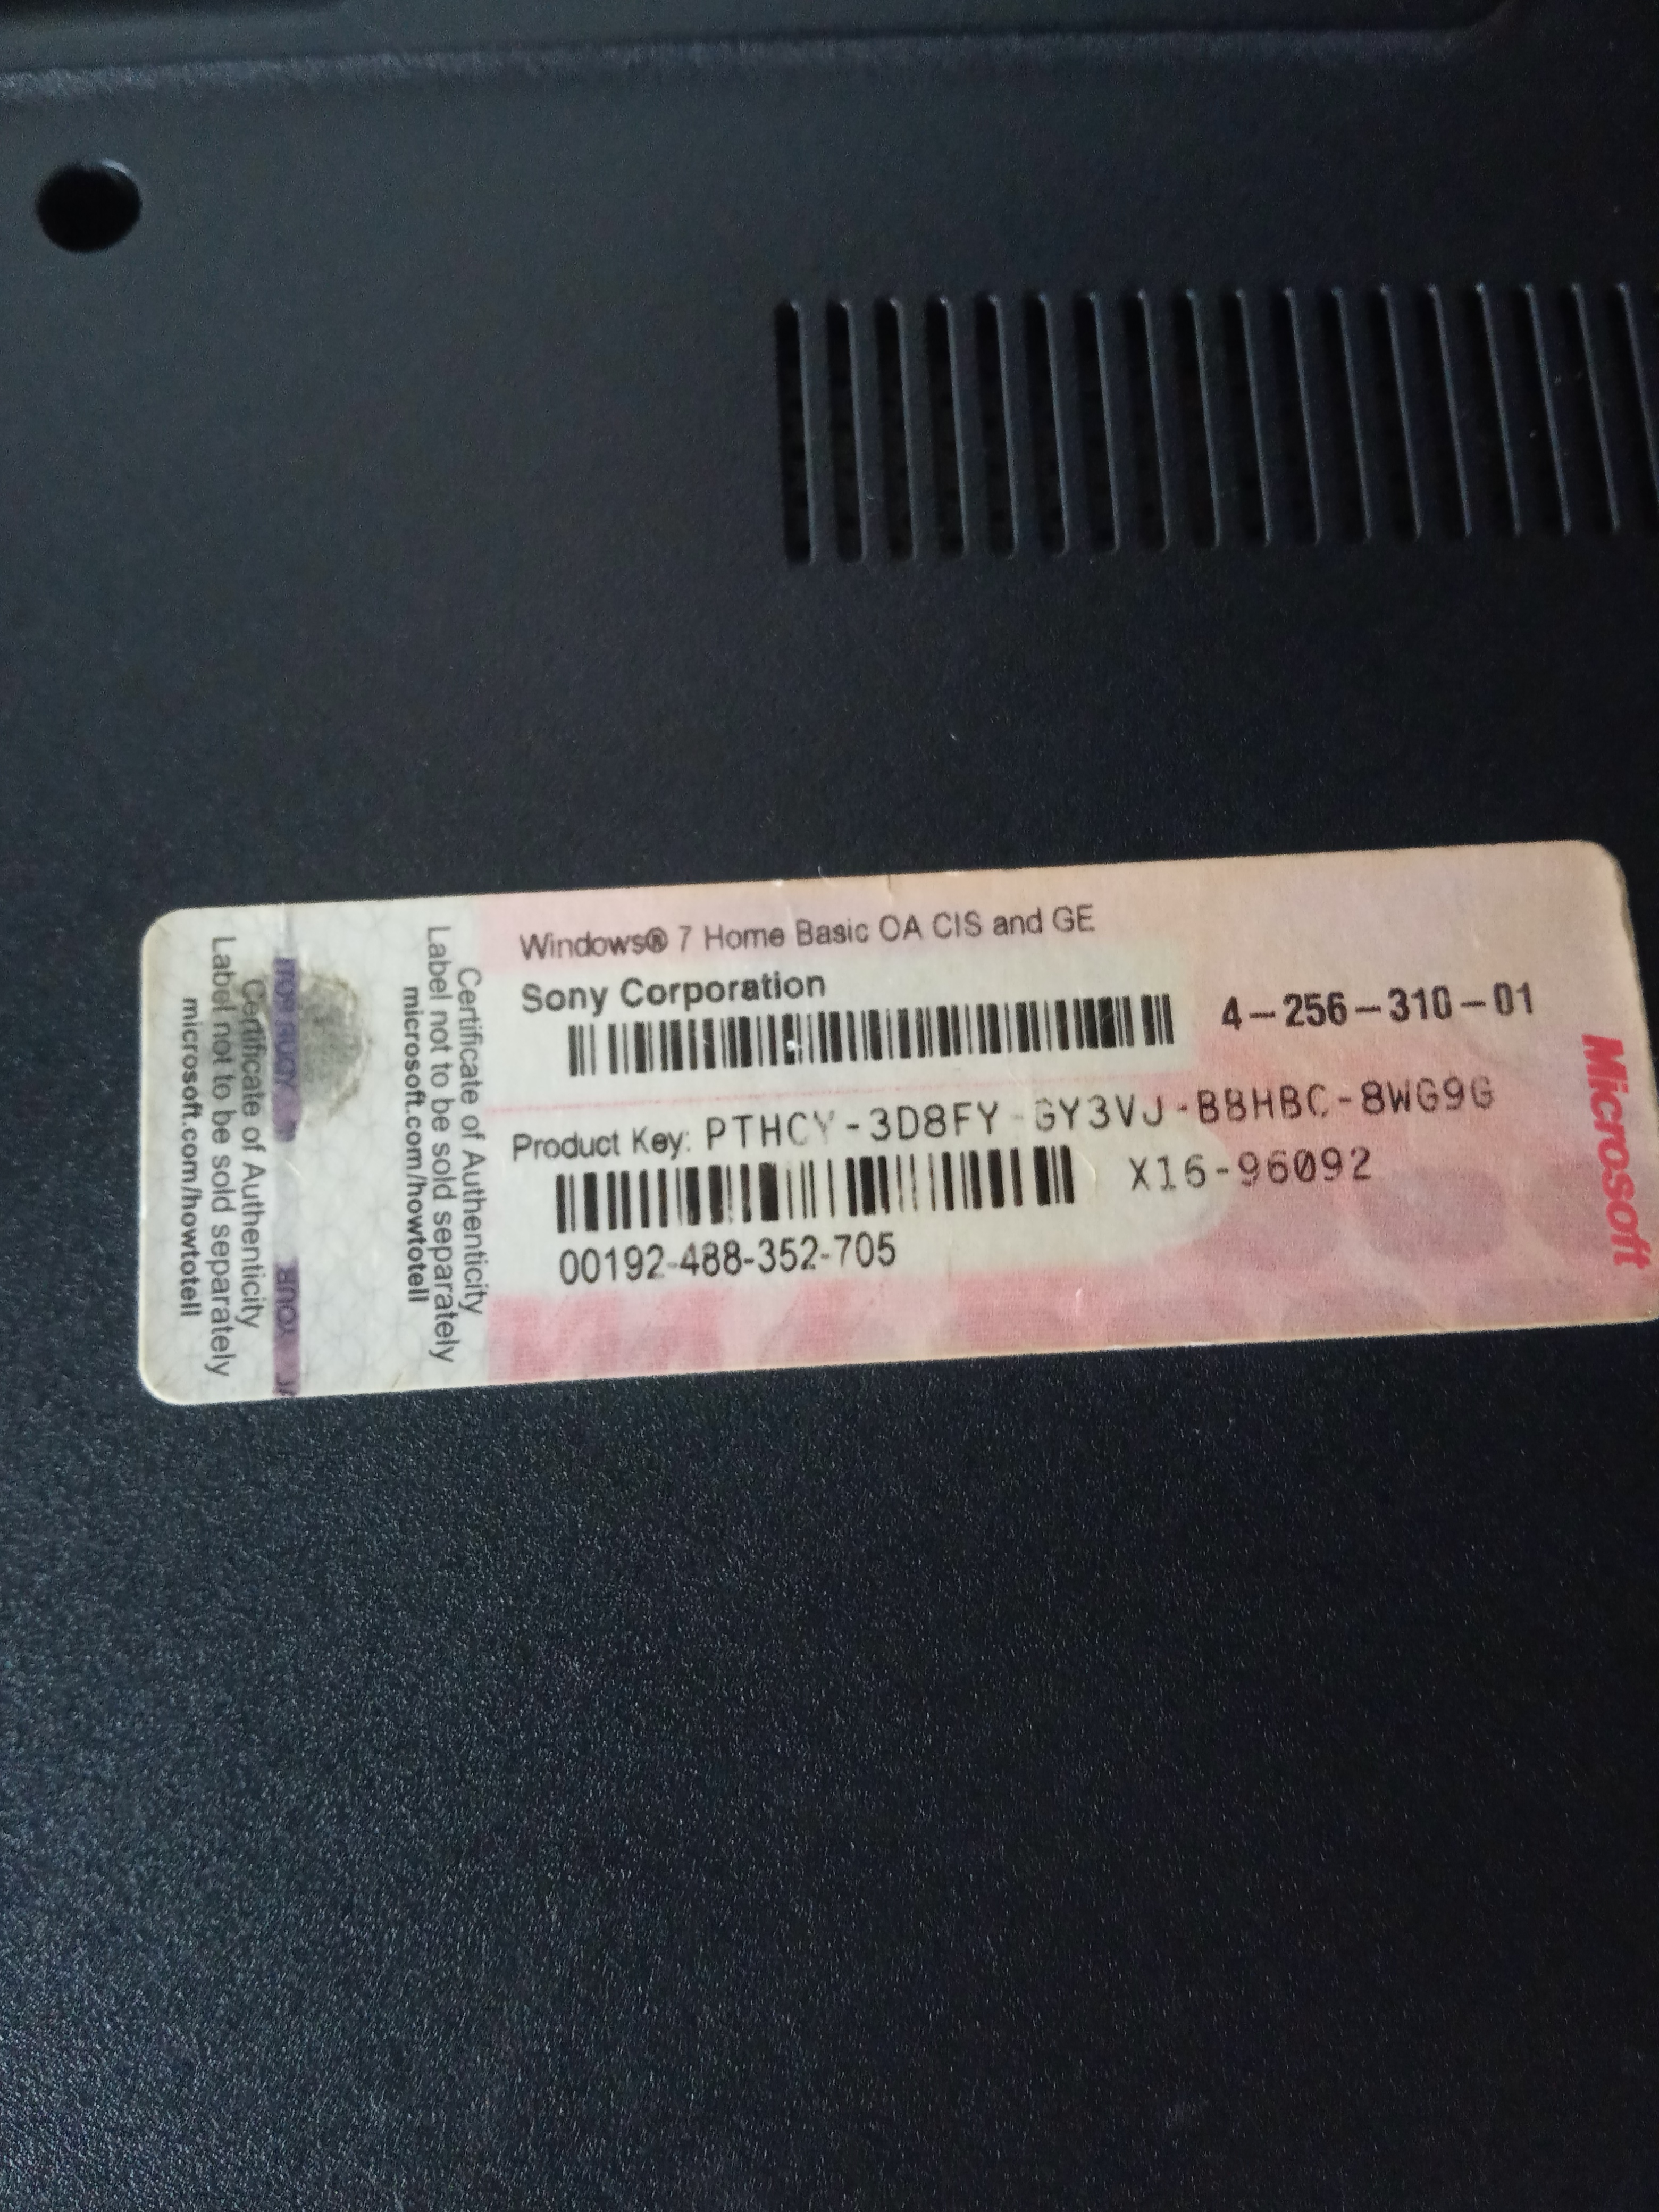 Windows® 7 Home Basic OA CIS and GE
Sony Corporation
4-256-310-01
Product Key: PTHCY-3D8FY-GY3VJ-B8HBC-8WG9G
X16-96092
00192-488-352-705
Microsoft
Certificate of Authenticity
Label not to be sold separately
microsoft.com/howtotell
Certificate of Authenticity
Label not to be sold separately
microsoft.com/howtotell